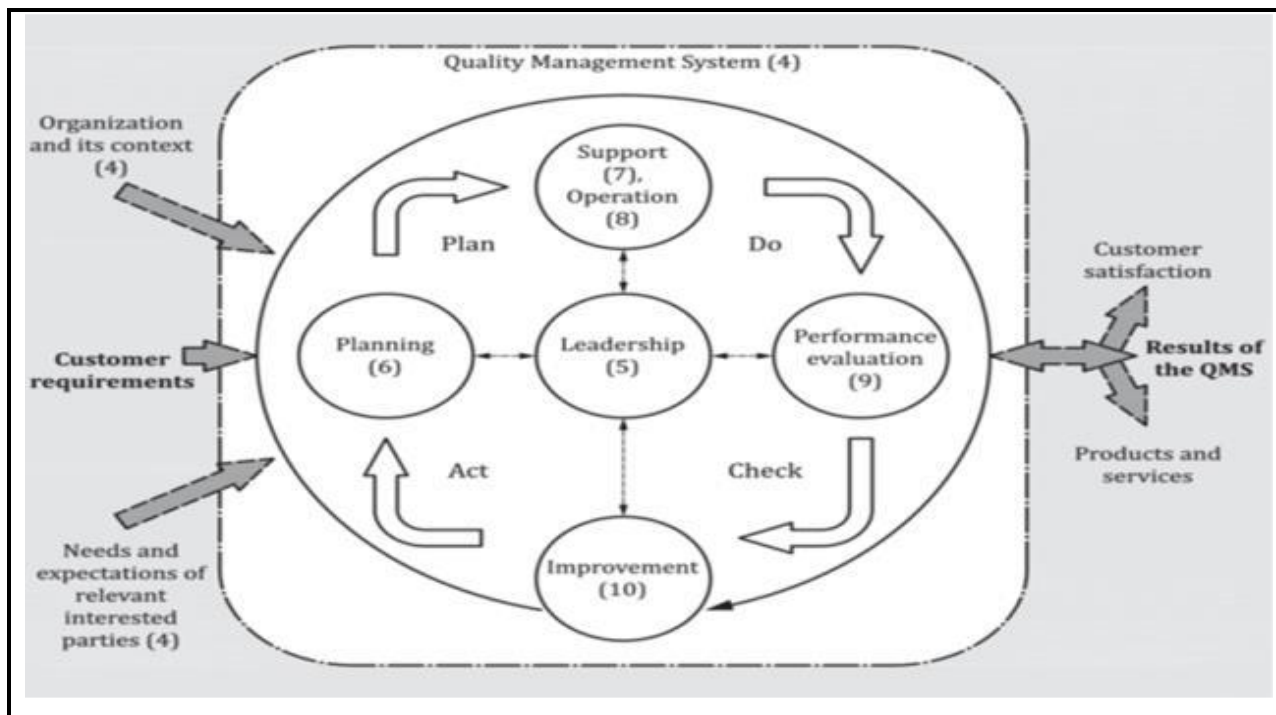 Quality Management System (4)
Organization
and its context
(4)
Support
(7),
Operation
(8)
Plan
Do
Customer
satisfaction
Planning
(6)
Leadership
(5)
Performance
evaluation
(9)
Customer
requirements
Results of
the QMS
Act
Check
Products and
services
Improvement
(10)
Needs and
expectations of
relevant
interested
parties (4)